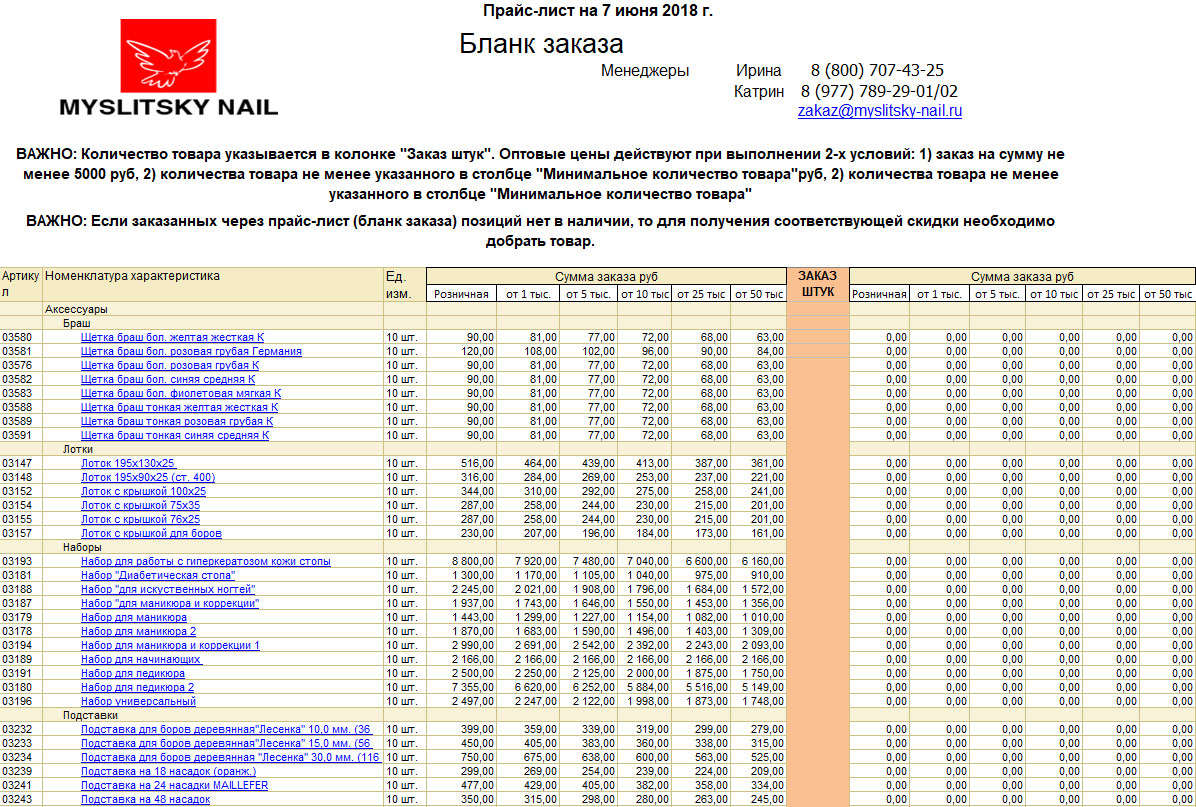 Прайс-лист на 7 июня 2018 г.
Бланк заказа
Менеджеры Ирина 8 (800) 707-43-25
Катрин 8 (977) 789-29-01/02
zakaz@myslitsky-nail.ru
MYSLITSKY NAIL
ВАЖНО: Количество товара указывается в колонке "Заказ штук". Оптовые цены действуют при выполнении 2-х условий: 1) заказ на сумму не
менее 5000 руб, 2) количества товара не менее указанного в столбце "Минимальное количество товара"руб, 2) количества товара не менее
указанного в столбце "Минимальное количество товара"
ВАЖНО: Если заказанных через прайс-лист (бланк заказа) позиций нет в наличии, то для получения соответствующей скидки необходимо
добрать товар.
Артику Номенклатура характеристика Ед. Сумма заказа руб ЗАКАЗ Сумма заказа руб
л изм. Розничная от 1 тыс. от 5 тыс. от 10 тыс от 25 тыс от 50 тыс ШТУК Розничная от 1 тыс. от 5 тыс. от 10 тыс от 25 тыс от 50 тыс
Аксессуары
Браш
03580 Щетка браш бол. желтая жесткая К 10 шт. 90,00 81,00 77,00 72,00 68,00 63,00 0,00 0,00 0,00 0,00 0,00 0,00
03581 Щетка браш бол. розовая грубая Германия 10 шт. 120,00 108,00 102,00 96,00 90,00 84,00 0,00 0,00 0,00 0,00 0,00 0,00
03576 Щетка браш бол. розовая грубая К 10 шт. 90,00 81,00 77,00 72,00 68,00 63,00 0,00 0,00 0,00 0,00 0,00 0,00
03582 Щетка браш бол. синяя средняя К 10 шт. 90,00 81,00 77,00 72,00 68,00 63,00 0,00 0,00 0,00 0,00 0,00 0,00
03583 Щетка браш бол. фиолетовая мягкая К 10 шт. 90,00 81,00 77,00 72,00 68,00 63,00 0,00 0,00 0,00 0,00 0,00 0,00
03588 Щетка браш тонкая желтая жесткая К 10 шт. 90,00 81,00 77,00 72,00 68,00 63,00 0,00 0,00 0,00 0,00 0,00 0,00
03589 Щетка браш тонкая розовая грубая К 10 шт. 90,00 81,00 77,00 72,00 68,00 63,00 0,00 0,00 0,00 0,00 0,00 0,00
03591 Щетка браш тонкая синяя средняя К 10 шт. 90,00 81,00 77,00 72,00 68,00 63,00 0,00 0,00 0,00 0,00 0,00 0,00
Лотки
03147 Лоток 195х130х25 10 шт. 516,00 464,00 439,00 413,00 387,00 361,00 0,00 0,00 0,00 0,00 0,00 0,00
03148 Лоток 195х90х25 (ст. 400) 10 шт. 316,00 284,00 269,00 253,00 237,00 221,00 0,00 0,00 0,00 0,00 0,00 0,00
03152 Лоток с крышкой 100х25 10 шт. 344,00 310,00 292,00 275,00 258,00 241,00 0,00 0,00 0,00 0,00 0,00 0,00
03154 Лоток с крышкой 75х35 10 шт. 287,00 258,00 244,00 230,00 215,00 201,00 0,00 0,00 0,00 0,00 0,00 0,00
03155 Лоток с крышкой 76х25 10 шт. 287,00 258,00 244,00 230,00 215,00 201,00 0,00 0,00 0,00 0,00 0,00 0,00
03157 Лоток с крышкой для боров 10 шт. 230,00 207,00 196,00 184,00 173,00 161,00 0,00 0,00 0,00 0,00 0,00 0,00
Наборы
03193 Набор для работы с гиперкератозом кожи стопы 10 шт. 8 800,00 7 920,00 7 480,00 7 040,00 6 600,00 6 160,00 0,00 0,00 0,00 0,00 0,00 0,00
03181 Набор "Диабетическая стопа" 10 шт. 1 300,00 1 170,00 1 105,00 1 040,00 975,00 910,00 0,00 0,00 0,00 0,00 0,00 0,00
03188 Набор "для искуственных ногтей" 10 шт. 2 245,00 2 021,00 1 908,00 1 796,00 1 684,00 1 572,00 0,00 0,00 0,00 0,00 0,00 0,00
03187 Набор "для маникюра и коррекции" 10 шт. 1 937,00 1 743,00 1 646,00 1 550,00 1 453,00 1 356,00 0,00 0,00 0,00 0,00 0,00 0,00
03179 Набор для маникюра 10 шт. 1 443,00 1 299,00 1 227,00 1 154,00 1 082,00 1 010,00 0,00 0,00 0,00 0,00 0,00 0,00
03178 Набор для маникюра 2 10 шт. 1 870,00 1 683,00 1 590,00 1 496,00 1 403,00 1 309,00 0,00 0,00 0,00 0,00 0,00 0,00
03194 Набор для маникюра и коррекции 1 10 шт. 2 990,00 2 691,00 2 542,00 2 392,00 2 243,00 2 093,00 0,00 0,00 0,00 0,00 0,00 0,00
03189 Набор для начинающих 10 шт. 2 166,00 2 166,00 2 166,00 2 166,00 2 166,00 2 166,00 0,00 0,00 0,00 0,00 0,00 0,00
03191 Набор для педикюра 10 шт. 2 500,00 2 250,00 2 125,00 2 000,00 1 875,00 1 750,00 0,00 0,00 0,00 0,00 0,00 0,00
03180 Набор для педикюра 2 10 шт. 7 355,00 6 620,00 6 252,00 5 884,00 5 516,00 5 149,00 0,00 0,00 0,00 0,00 0,00 0,00
03196 Набор универсальный 10 шт. 2 497,00 2 247,00 2 122,00 1 998,00 1 873,00 1 748,00 0,00 0,00 0,00 0,00 0,00 0,00
Подставки
03232 Подставка для боров деревянная"Лесенка" 10,0 мм. (36 10 шт. 399,00 359,00 339,00 319,00 299,00 279,00 0,00 0,00 0,00 0,00 0,00 0,00
03233 Подставка для боров деревянная"Лесенка" 15,0 мм. (56 10 шт. 450,00 405,00 383,00 360,00 338,00 315,00 0,00 0,00 0,00 0,00 0,00 0,00
03234 Подставка для боров деревянная "Лесенка" 30,0 мм. (116 10 шт. 750,00 675,00 638,00 600,00 563,00 525,00 0,00 0,00 0,00 0,00 0,00 0,00
03239 Подставка на 18 насадок (оранж.) 10 шт. 299,00 269,00 254,00 239,00 224,00 209,00 0,00 0,00 0,00 0,00 0,00 0,00
03241 Подставка на 24 насадки MAILLEFER 10 шт. 477,00 429,00 405,00 382,00 358,00 334,00 0,00 0,00 0,00 0,00 0,00 0,00
03243 Подставка на 48 насадок 10 шт. 350,00 315,00 298,00 280,00 263,00 245,00 0,00 0,00 0,00 0,00 0,00 0,00